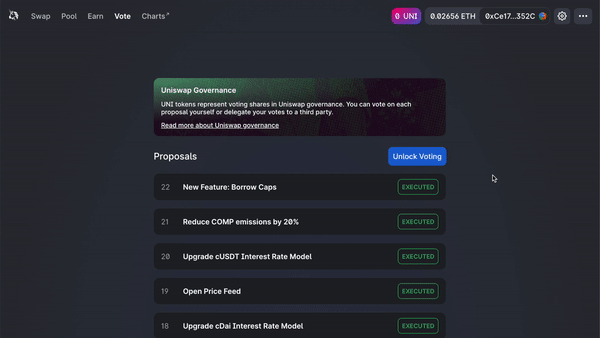 Swap Pool Earn Vote Charts↗ 0 UNI 0.02656 ETH 0xCe17...352C
Uniswap Governance
UNI tokens represent voting shares in Uniswap governance. You can vote on each
proposal yourself or delegate your votes to a third party.
Read more about Uniswap governance
Proposals Unlock Voting
22 New Feature: Borrow Caps EXECUTED
21 Reduce COMP emissions by 20% EXECUTED
20 Upgrade cUSDT Interest Rate Model EXECUTED
19 Open Price Feed EXECUTED
18 Upgrade cDai Interest Rate Model EXECUTED